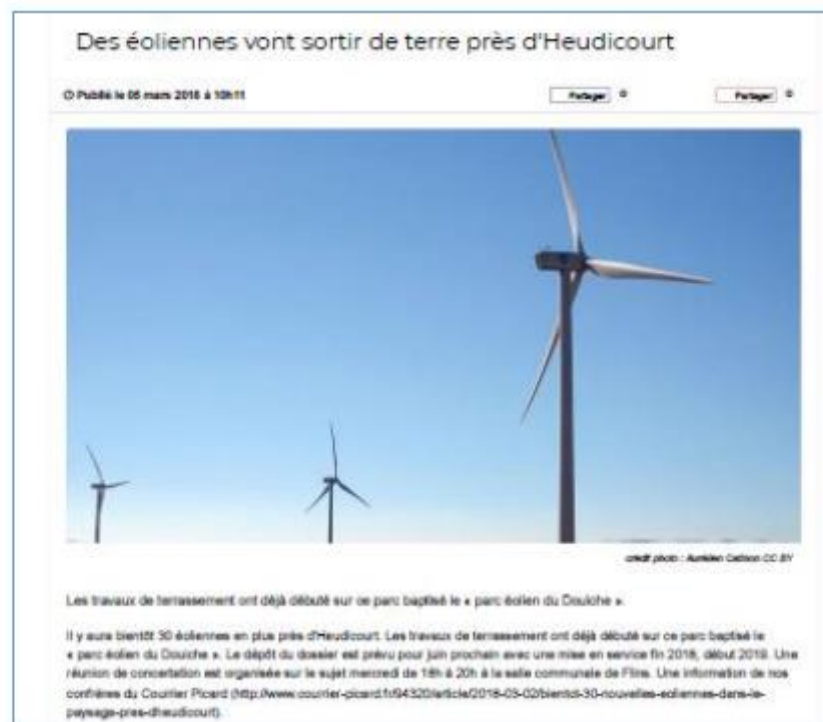 Des éoliennes vont sortir de terre près d'Heudicourt
Publié le 06 mars 2018 à 10h11
Partager 0 Partager 0
crédit photo : Aurélien Cadson CC BY
Les travaux de terrassement ont déjà débuté sur ce parc baptisé le « parc éolien du Douiche ».
Il y aura bientôt 30 éoliennes en plus près d'Heudicourt. Les travaux de terrassement ont déjà débuté sur ce parc baptisé le
« parc éolien du Douiche ». Le dépôt du dossier est prévu pour juin prochain avec une mise en service fin 2018, début 2019. Une
réunion de concertation est organisée sur le sujet mercredi de 16h à 20h à la salle communale de Flins. Une information de nos
confrères du Courrier Picard (http://www.courrier-picard.fr/94320/article/2018-03-02/bientot-30-nouvelles-eoliennes-dans-le-
paysage-pres-dheudicourt).